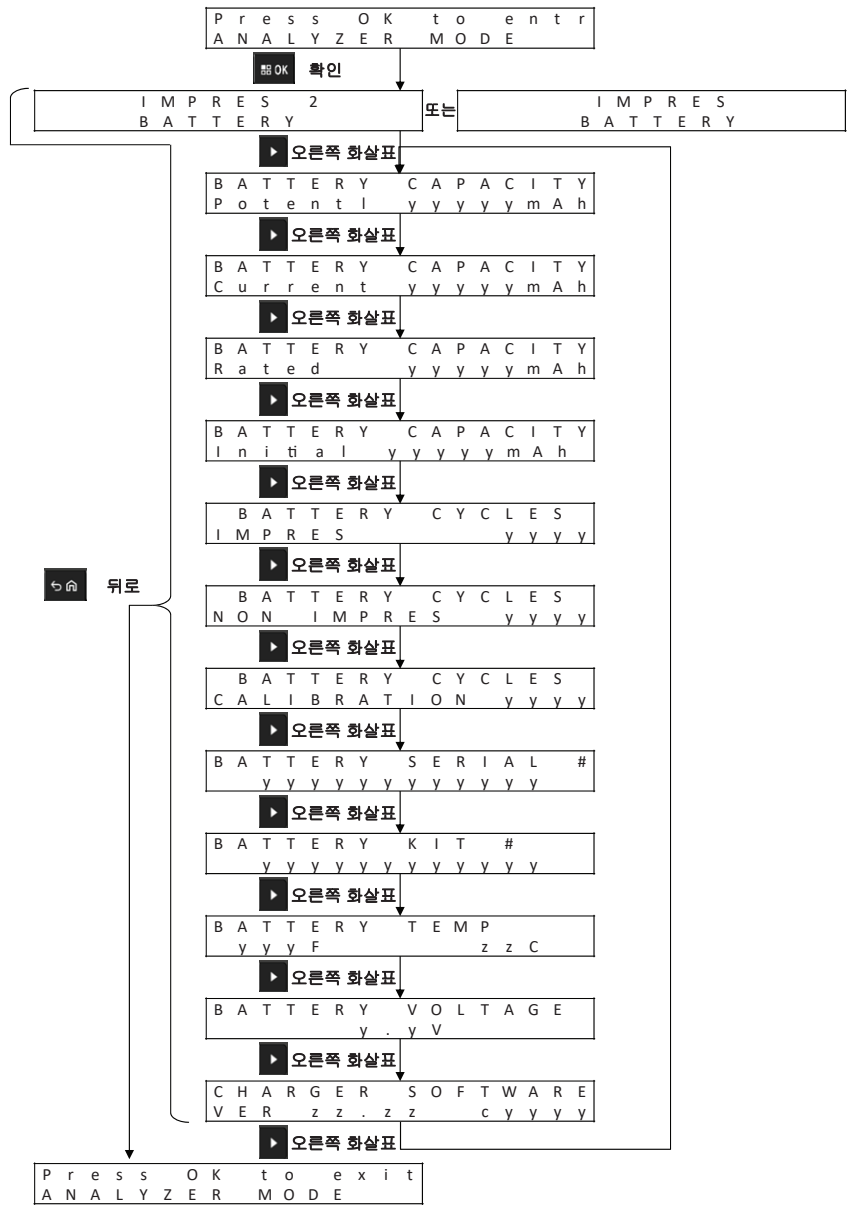 Press OK to entr
ANALYZER MODE
OK 확인
IMPRES 2
BATTERY
또는
IMPRES
BATTERY
오른쪽 화살표
BATTERY CAPACITY
Potentl yyyyymAh
오른쪽 화살표
BATTERY CAPACITY
Current yyyyymAh
오른쪽 화살표
BATTERY CAPACITY
Rated yyyyymAh
오른쪽 화살표
BATTERY CAPACITY
Initial yyyyymAh
오른쪽 화살표
BATTERY CYCLES
IMPRES yyyy
오른쪽 화살표
BATTERY CYCLES
NON IMPRES yyyy
뒤로
오른쪽 화살표
BATTERY CYCLES
CALIBRATION yyyy
오른쪽 화살표
BATTERY SERIAL #
yyyyyyyyyyyy
오른쪽 화살표
BATTERY KIT #
yyyyyyyyyyyy
오른쪽 화살표
BATTERY TEMP
yyyF zzC
오른쪽 화살표
BATTERY VOLTAGE
y.yV
오른쪽 화살표
CHARGER SOFTWARE
VER zz.zz cyyyy
오른쪽 화살표
Press OK to exit
ANALYZER MODE